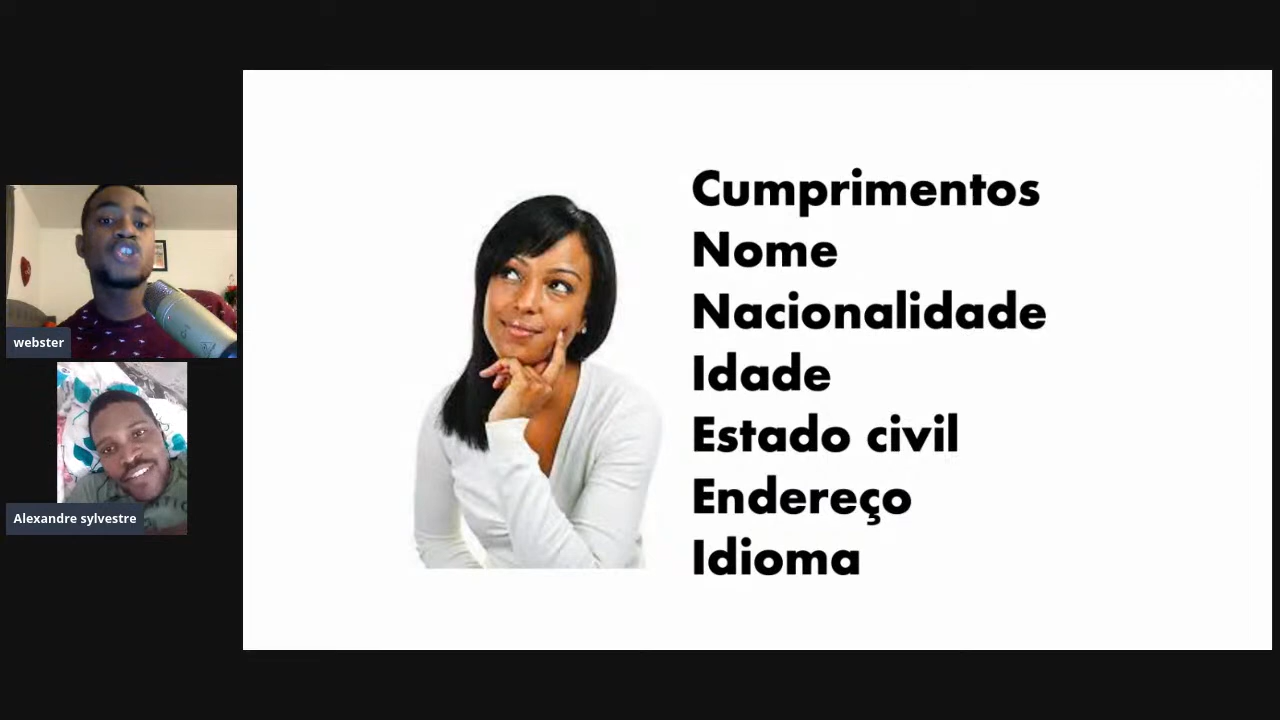 webster
Alexandre sylvestre
Cumprimentos
Nome
Nacionalidade
Idade
Estado civil
Endereço
Idioma